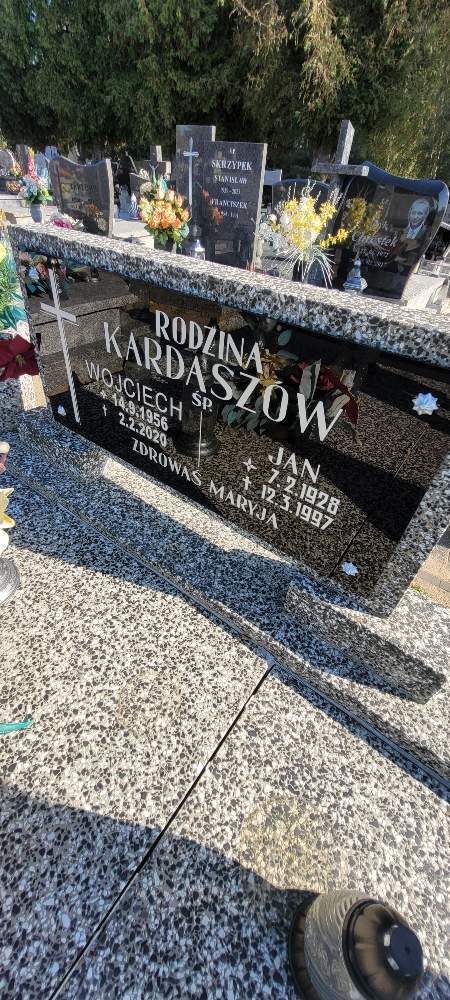 RODZINA
KARDASZÓW
ŚP.
WOJCIECH
14.9.1956
2.2.2020
JAN
7.2.1928
12.3.1997
ZDROWAŚ MARYJA
SKRZYPEK
STANISŁAW
FRANCISZEK